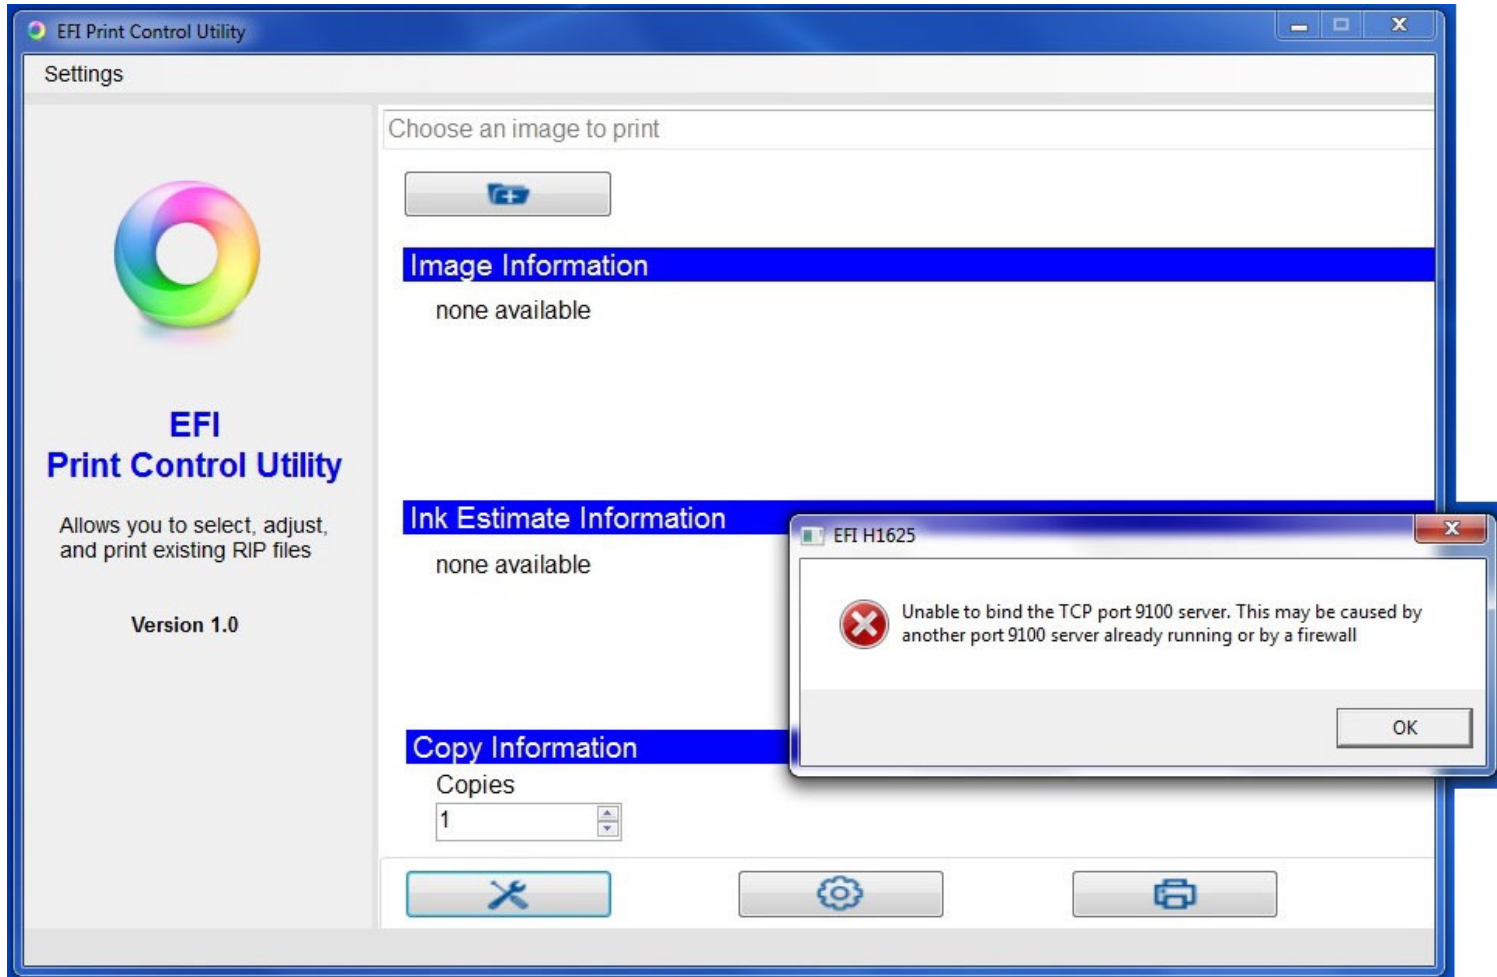 EFI Print Control Utility
Settings
Choose an image to print
Image Information
none available
EFI
Print Control Utility
Allows you to select, adjust,
and print existing RIP files
Version 1.0
Ink Estimate Information
none available
EFI H1625
Unable to bind the TCP port 9100 server. This may be caused by
another port 9100 server already running or by a firewall
OK
Copy Information
Copies
1